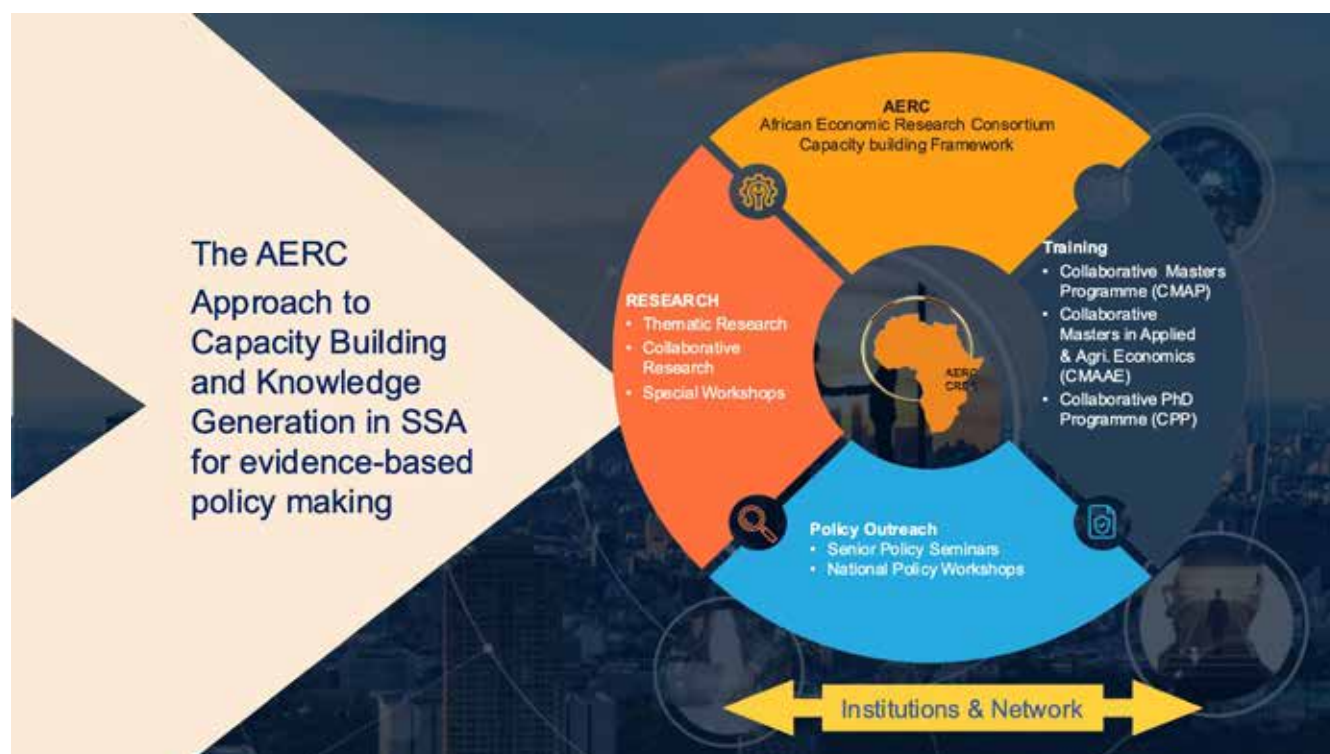 The AERC
Approach to
Capacity Building
and Knowledge
Generation in SSA
for evidence-based
policy making
AERC
African Economic Research Consortium
Capacity building Framework
RESEARCH
• Thematic Research
• Collaborative
Research
• Special Workshops
AERC
Training
• Collaborative Masters
Programme (CMAP)
• Collaborative
Masters in Applied
& Agri. Economics
(CMAAE)
• Collaborative PhD
Programme (CPP)
Policy Outreach
• Senior Policy Seminars
• National Policy Workshops
Institutions & Network